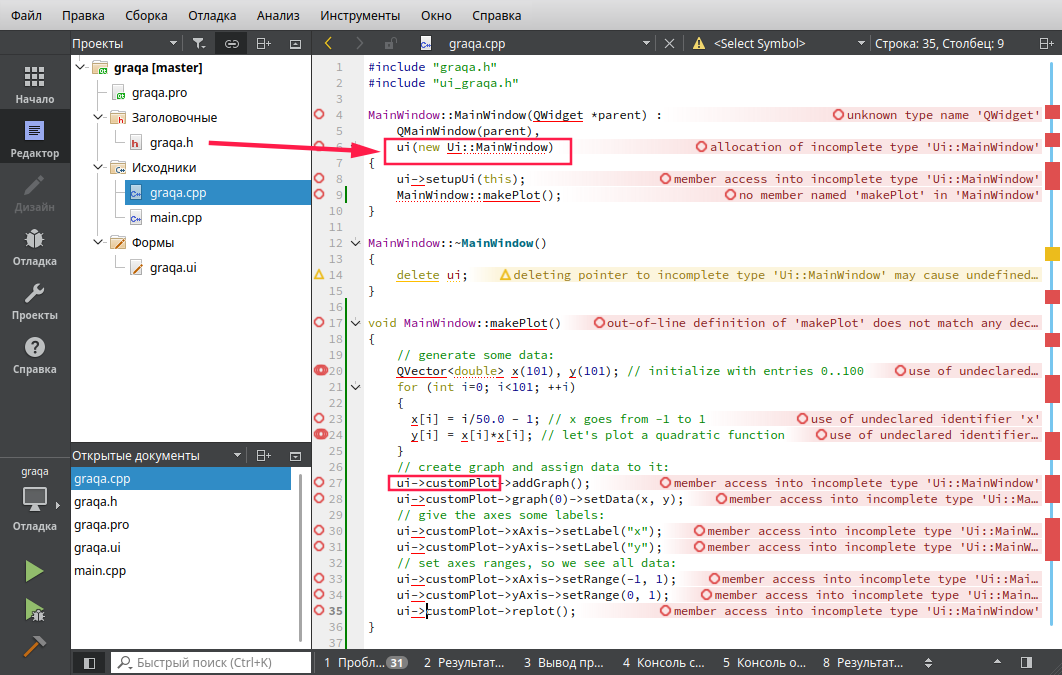 Файл Правка Сборка Отладка Анализ Инструменты Окно Справка
Проекты graqa.cpp <Select Symbol> Строка: 35, Столбец: 9
Начало
Редактор
Дизайн
Отладка
Проекты
Справка
graqa [master]
graqa.pro
Заголовочные
graqa.h
Исходники
graqa.cpp
main.cpp
Формы
graqa.ui
Открытые документы
graqa.cpp
graqa.h
graqa.pro
graqa.ui
main.cpp
graqa
Отладка
1 #include "graqa.h"
2 #include "ui_graqa.h"
3
4 MainWindow::MainWindow(QWidget *parent) : unknown type name 'QWidget'
5 QMainWindow(parent),
ui(new Ui::MainWindow) allocation of incomplete type 'Ui::MainWindow'
7 {
8 ui->setupUi(this); member access into incomplete type 'Ui::MainWindow'
9 MainWindow::makePlot(); no member named 'makePlot' in 'MainWindow'
10 }
11
12 MainWindow::~MainWindow()
13 {
14 delete ui; deleting pointer to incomplete type 'Ui::MainWindow' may cause undefined…
15 }
16
17 void MainWindow::makePlot() out-of-line definition of 'makePlot' does not match any dec…
18 {
19 // generate some data:
20 QVector<double> x(101), y(101); // initialize with entries 0..100 use of undeclared…
21 for (int i=0; i<101; ++i)
22 {
23 x[i] = i/50.0 - 1; // x goes from -1 to 1 use of undeclared identifier 'x'
24 y[i] = x[i]*x[i]; // let's plot a quadratic function use of undeclared identifier…
25 }
26 // create graph and assign data to it:
27 ui->customPlot->addGraph(); member access into incomplete type 'Ui::MainWindow'
28 ui->customPlot->graph(0)->setData(x, y); member access into incomplete type 'Ui::Ma…
29 // give the axes some labels:
30 ui->customPlot->xAxis->setLabel("x"); member access into incomplete type 'Ui::MainW…
31 ui->customPlot->yAxis->setLabel("y"); member access into incomplete type 'Ui::MainW…
32 // set axes ranges, so we see all data:
33 ui->customPlot->xAxis->setRange(-1, 1); member access into incomplete type 'Ui::Mai…
34 ui->customPlot->yAxis->setRange(0, 1); member access into incomplete type 'Ui::Main…
35 ui->customPlot->replot(); member access into incomplete type 'Ui::MainWindow'
36 }
37
Быстрый поиск (Ctrl+K) 1 Пробл… 31 2 Результат… 3 Вывод пр… 4 Консоль с… 5 Консоль о… 8 Результат…